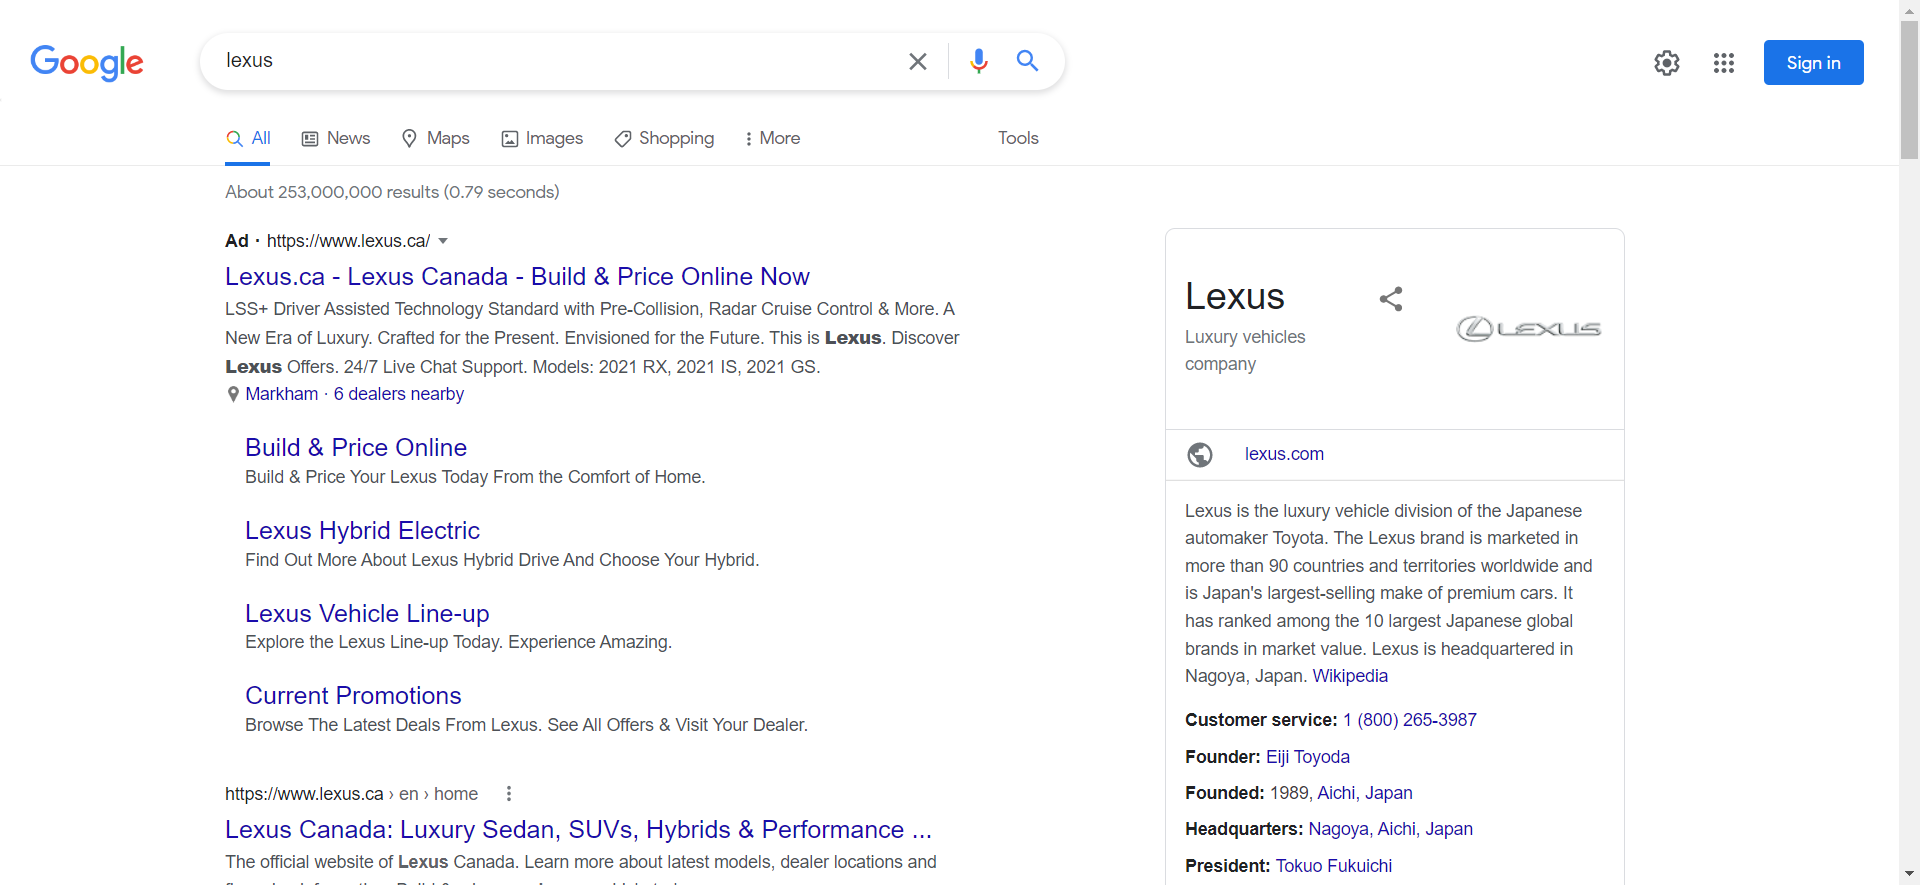 Google
lexus
Sign in
All
News
Maps
Images
Shopping
More
Tools
About 253,000,000 results (0.79 seconds)
Ad · https://www.lexus.ca/
Lexus.ca - Lexus Canada - Build & Price Online Now
LSS+ Driver Assisted Technology Standard with Pre-Collision, Radar Cruise Control & More. A
New Era of Luxury. Crafted for the Present. Envisioned for the Future. This is Lexus. Discover
Lexus Offers. 24/7 Live Chat Support. Models: 2021 RX, 2021 IS, 2021 GS.
Markham · 6 dealers nearby
Build & Price Online
Build & Price Your Lexus Today From the Comfort of Home.
Lexus Hybrid Electric
Find Out More About Lexus Hybrid Drive And Choose Your Hybrid.
Lexus Vehicle Line-up
Explore the Lexus Line-up Today. Experience Amazing.
Current Promotions
Browse The Latest Deals From Lexus. See All Offers & Visit Your Dealer.
https://www.lexus.ca › en › home
Lexus Canada: Luxury Sedan, SUVs, Hybrids & Performance ...
The official website of Lexus Canada. Learn more about latest models, dealer locations and
Lexus
Luxury vehicles
company
LEXUS
lexus.com
Lexus is the luxury vehicle division of the Japanese
automaker Toyota. The Lexus brand is marketed in
more than 90 countries and territories worldwide and
is Japan's largest-selling make of premium cars. It
has ranked among the 10 largest Japanese global
brands in market value. Lexus is headquartered in
Nagoya, Japan. Wikipedia
Customer service: 1 (800) 265-3987
Founder: Eiji Toyoda
Founded: 1989, Aichi, Japan
Headquarters: Nagoya, Aichi, Japan
President: Tokuo Fukuichi